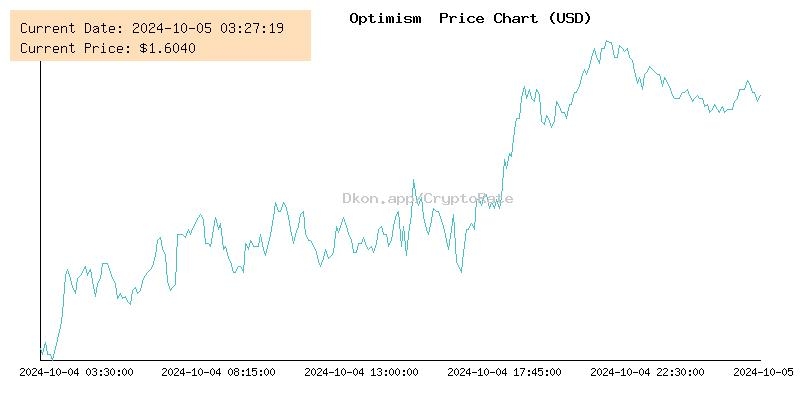 Optimism Price Chart (USD)
Current Date: 2024-10-05 03:27:19
Current Price: $1.6040
Dkon.app/CryptoRate
2024-10-04 03:30:00 2024-10-04 08:15:00 2024-10-04 13:00:00 2024-10-04 17:45:00 2024-10-04 22:30:00 2024-10-05